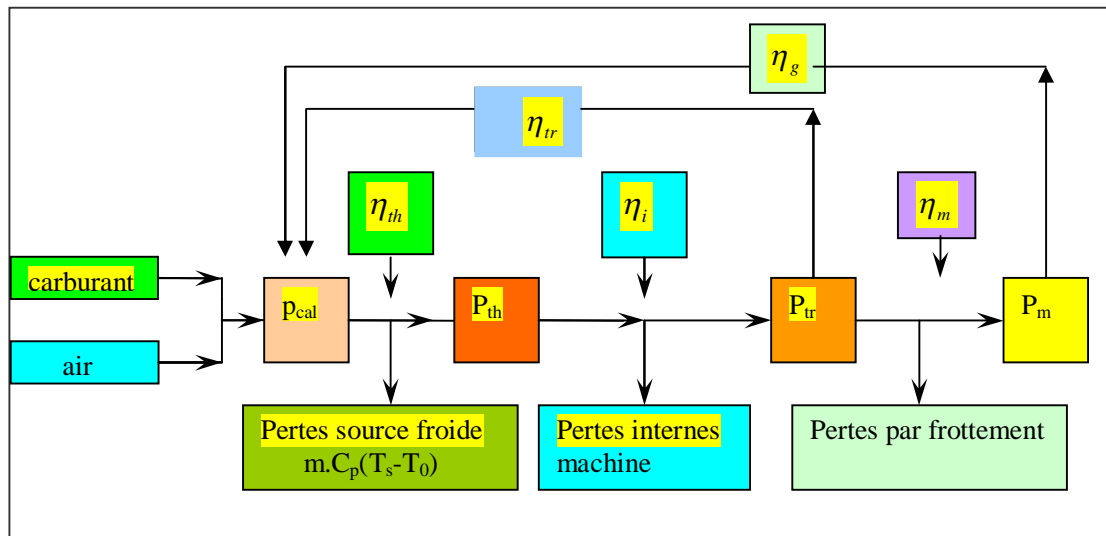 η_g
η_tr
η_th
η_i
η_m
carburant
p_cal
P_th
P_tr
P_m
air
Pertes source froide
m.C_p(T_s-T_0)
Pertes internes
machine
Pertes par frottement